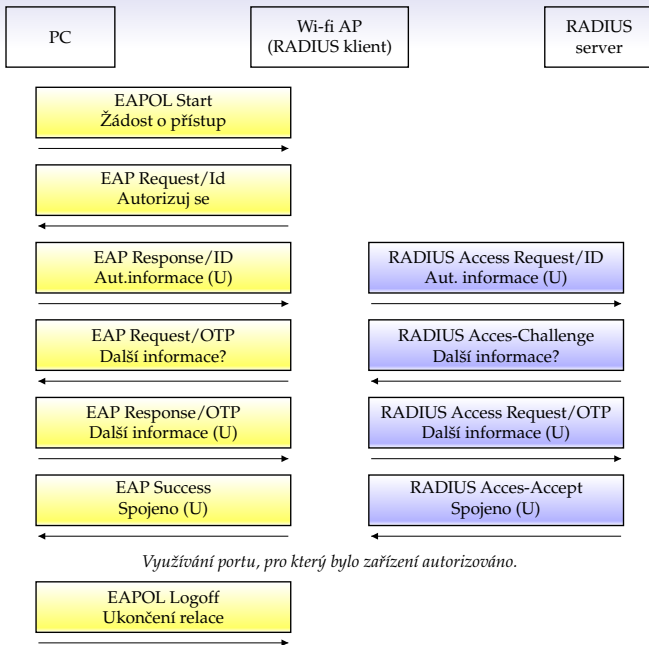 PC
Wi-fi AP
(RADIUS klient)
RADIUS
server
EAPOL Start
Žádost o přístup
EAP Request/Id
Autorizuj se
EAP Response/ID
Aut.informace (U)
RADIUS Access Request/ID
Aut. informace (U)
EAP Request/OTP
Další informace?
RADIUS Acces-Challenge
Další informace?
EAP Response/OTP
Další informace (U)
RADIUS Access Request/OTP
Další informace (U)
EAP Success
Spojeno (U)
RADIUS Acces-Accept
Spojeno (U)
Využívání portu, pro který bylo zařízení autorizováno.
EAPOL Logoff
Ukončení relace